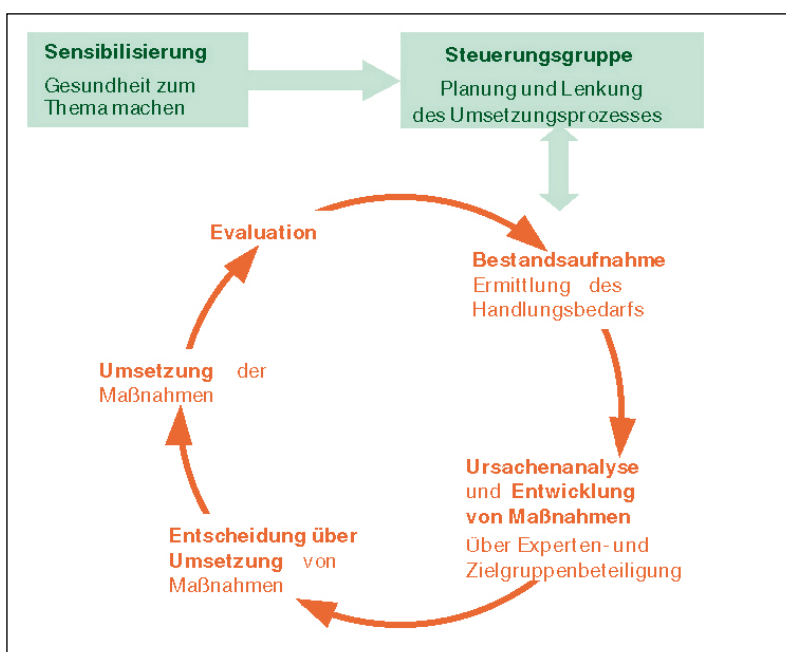 Sensibilisierung
Gesundheit zum
Thema machen
Steuerungsgruppe
Planung und Lenkung
des Umsetzungsprozesses
Evaluation
Bestandsaufnahme
Ermittlung des
Handlungsbedarfs
Ursachenanalyse
und Entwicklung
von Maßnahmen
Über Experten- und
Zielgruppenbeteiligung
Entscheidung über
Umsetzung von
Maßnahmen
Umsetzung der
Maßnahmen